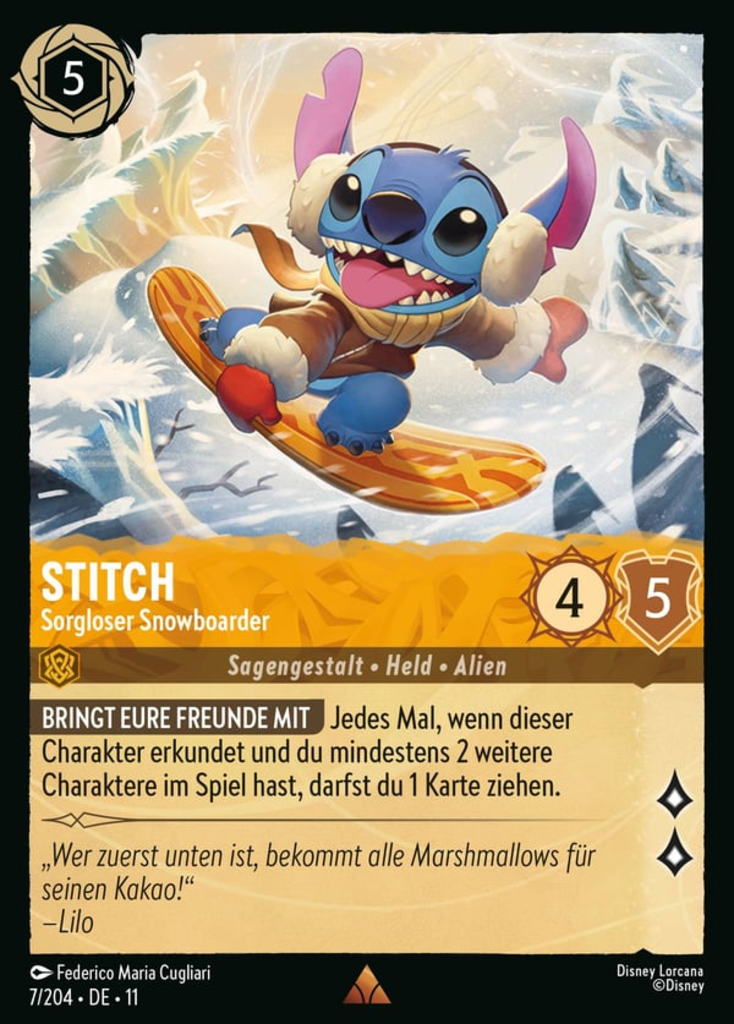 5
STITCH
Sorgloser Snowboarder
4
5
Sagengestalt • Held • Alien
BRINGT EURE FREUNDE MIT Jedes Mal, wenn dieser
Charakter erkundet und du mindestens 2 weitere
Charaktere im Spiel hast, darfst du 1 Karte ziehen.
„Wer zuerst unten ist, bekommt alle Marshmallows für
seinen Kakao!“
—Lilo
Federico Maria Cugliari
7/204 • DE • 11
Disney Lorcana
©Disney